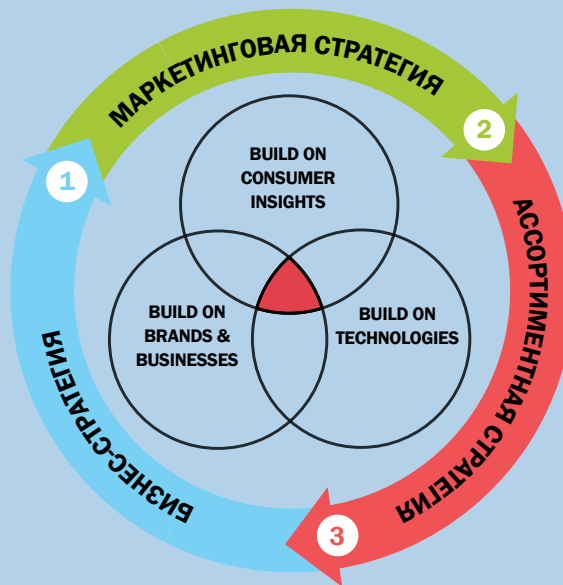 МАРКЕТИНГОВАЯ СТРАТЕГИЯ
1
2
BUILD ON
CONSUMER
INSIGHTS
АССОРТИМЕНТНАЯ СТРАТЕГИЯ
BUILD ON
BRANDS &
BUSINESSES
BUILD ON
TECHNOLOGIES
БИЗНЕС-СТРАТЕГИЯ
3